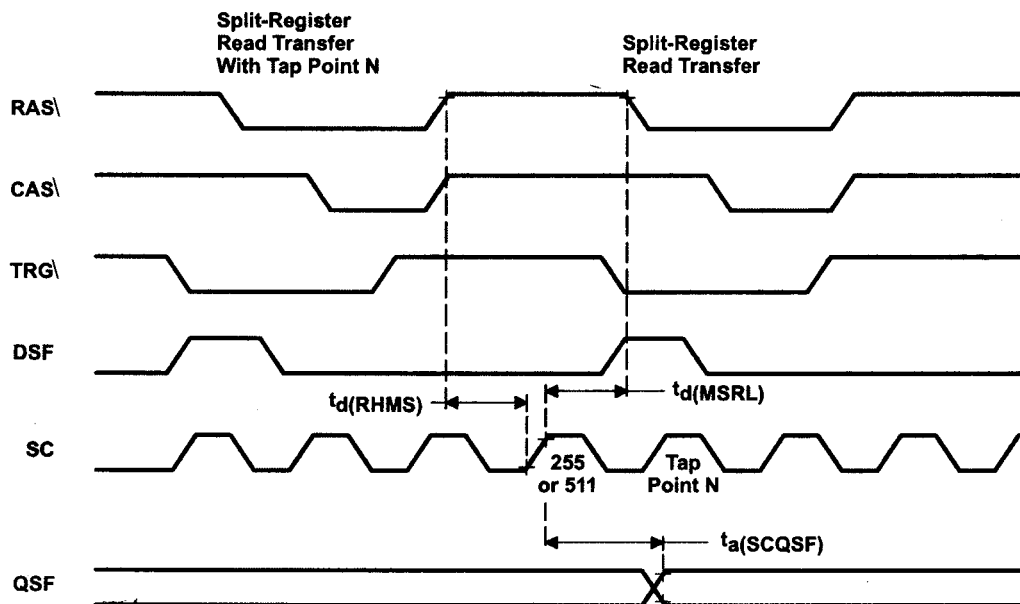 Split-Register
Read Transfer
With Tap Point N
Split-Register
Read Transfer
RAS\
CAS\
TRG\
DSF
td(RHMS)
td(MSRL)
SC
255
or 511
Tap
Point N
ta(SCQSF)
QSF